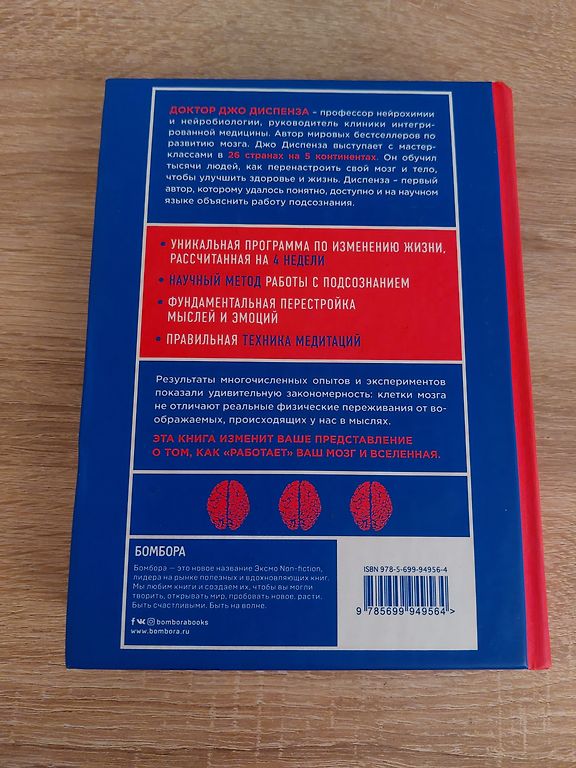 ДОКТОР ДЖО ДИСПЕНЗА – профессор нейрохимии
и нейробиологии, руководитель клиники интегри-
рованной медицины. Автор мировых бестселлеров по
развитию мозга. Джо Диспенза выступает с мастер-
классами в 26 странах на 5 континентах. Он обучил
тысячи людей, как перенастроить свой мозг и тело,
чтобы улучшить здоровье и жизнь. Диспенза – первый
автор, которому удалось понятно, доступно и на научном
языке объяснить работу подсознания.
• УНИКАЛЬНАЯ ПРОГРАММА ПО ИЗМЕНЕНИЮ ЖИЗНИ,
РАССЧИТАННАЯ НА 4 НЕДЕЛИ
• НАУЧНЫЙ МЕТОД РАБОТЫ С ПОДСОЗНАНИЕМ
• ФУНДАМЕНТАЛЬНАЯ ПЕРЕСТРОЙКА
МЫСЛЕЙ И ЭМОЦИЙ
• ПРАВИЛЬНАЯ ТЕХНИКА МЕДИТАЦИЙ
Результаты многочисленных опытов и экспериментов
показали удивительную закономерность: клетки мозга
не отличают реальные физические переживания от во-
ображаемых, происходящих у нас в мыслях.
ЭТА КНИГА ИЗМЕНИТ ВАШЕ ПРЕДСТАВЛЕНИЕ
О ТОМ, КАК «РАБОТАЕТ» ВАШ МОЗГ И ВСЕЛЕННАЯ.
БОМБОРА
Бомбора — это новое название Эксмо Non-fiction,
лидера на рынке полезных и вдохновляющих книг.
Мы любим книги и создаем их, чтобы вы могли
творить, открывать мир, пробовать новое, расти.
Быть счастливыми. Быть на волне.
bomborabooks
www.bombora.ru
ISBN 978-5-699-94956-4
9 785699 949564 >